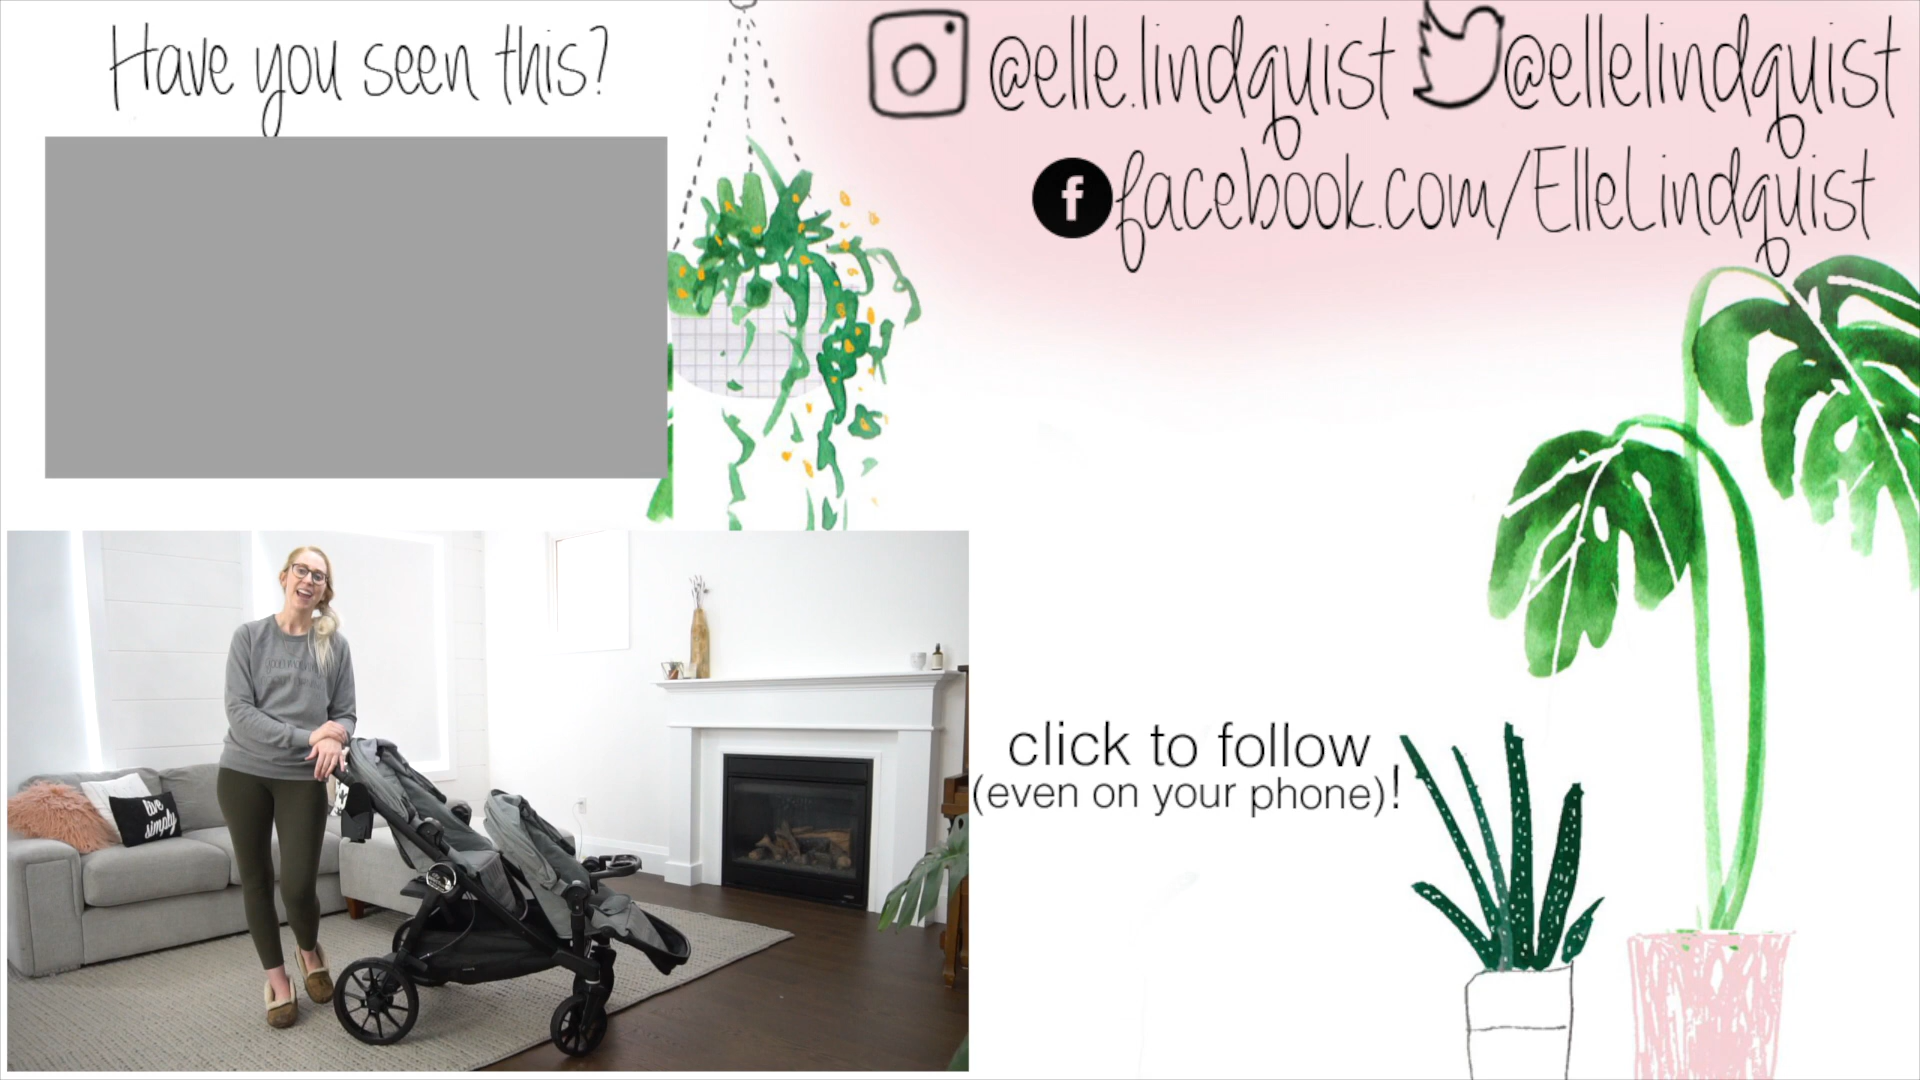 Have you seen this?
@elle.lindquist @ellelindquist
facebook.com/ElleLindquist
live
simply
click to follow
(even on your phone)!